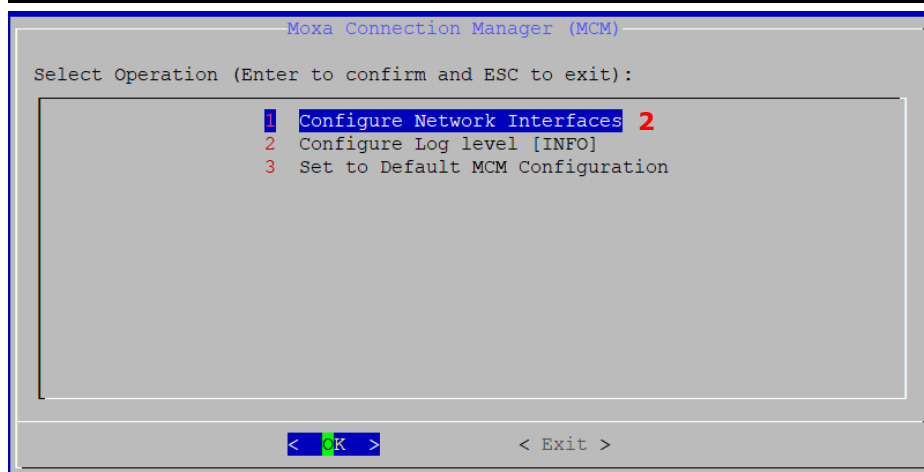 Moxa Connection Manager (MCM)
Select Operation (Enter to confirm and ESC to exit):
1 Configure Network Interfaces 2
2 Configure Log level [INFO]
3 Set to Default MCM Configuration
< OK > < Exit >